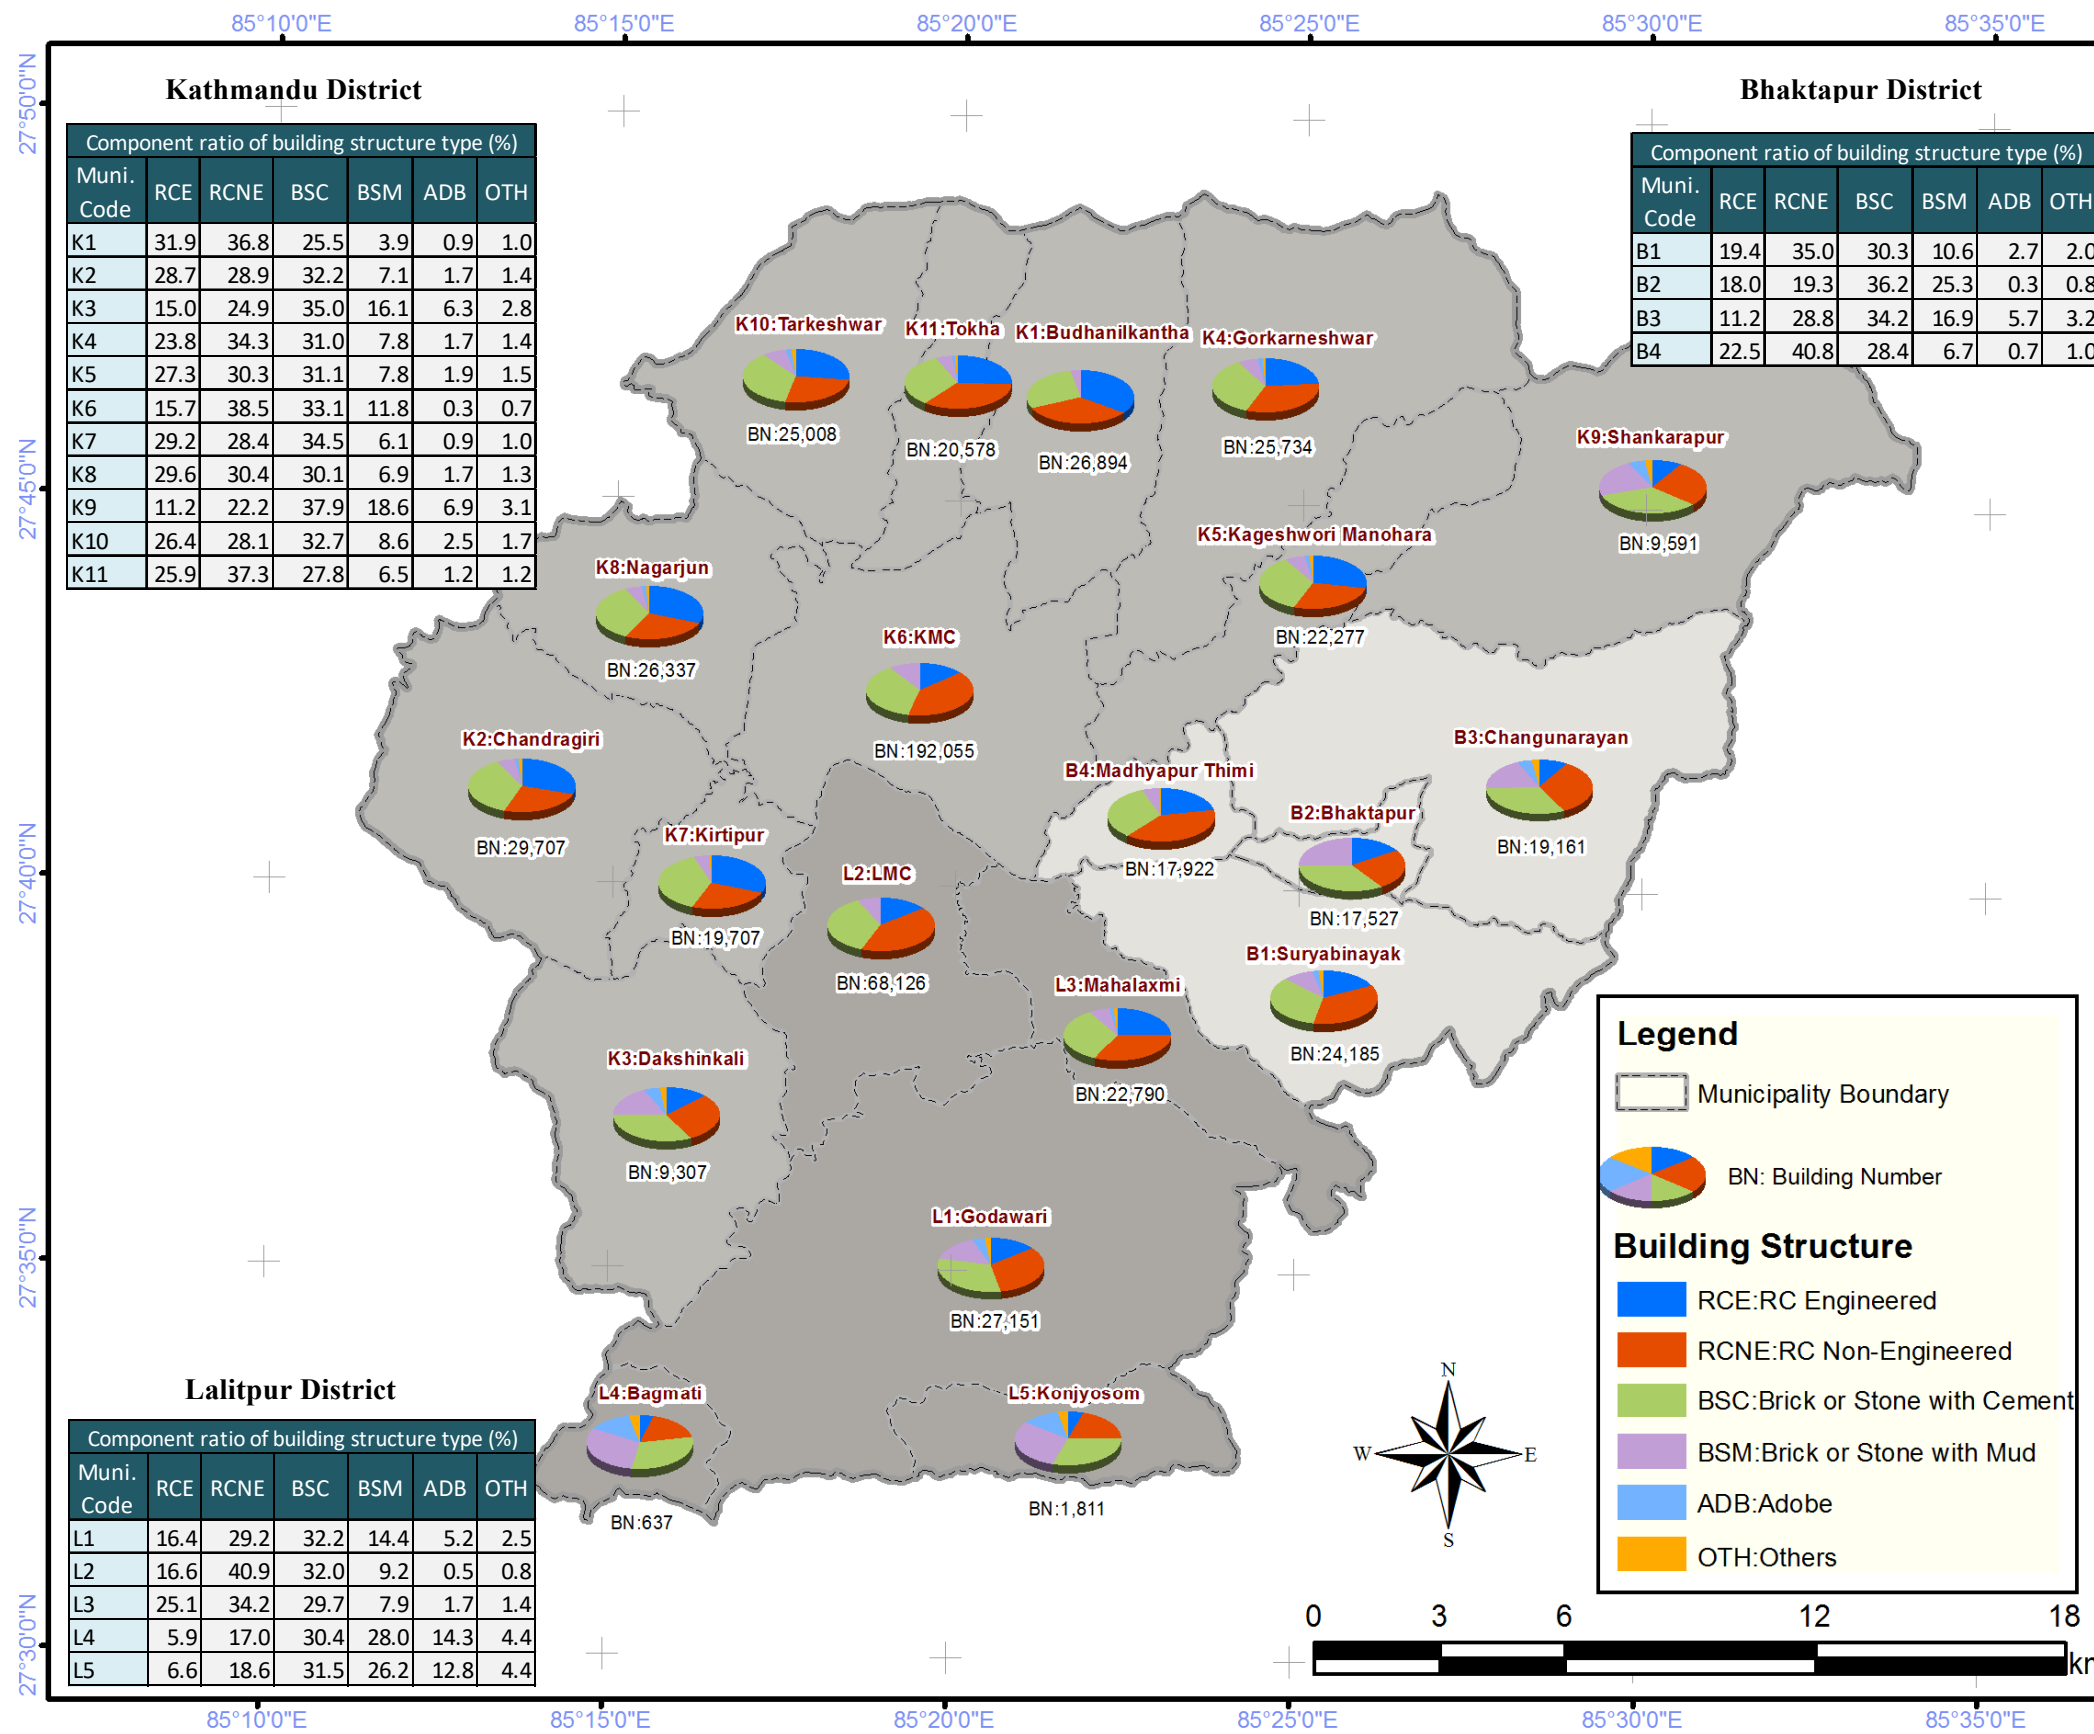 85°10'0"E 85°15'0"E 85°20'0"E 85°25'0"E 85°30'0"E 85°35'0"E
27°50'0"N
27°45'0"N
27°40'0"N
27°35'0"N
27°30'0"N
Kathmandu District
Component ratio of building structure type (%)
Muni. Code RCE RCNE BSC BSM ADB OTH
K1 31.9 36.8 25.5 3.9 0.9 1.0
K2 28.7 28.9 32.2 7.1 1.7 1.4
K3 15.0 24.9 35.0 16.1 6.3 2.8
K4 23.8 34.3 31.0 7.8 1.7 1.4
K5 27.3 30.3 31.1 7.8 1.9 1.5
K6 15.7 38.5 33.1 11.8 0.3 0.7
K7 29.2 28.4 34.5 6.1 0.9 1.0
K8 29.6 30.4 30.1 6.9 1.7 1.3
K9 11.2 22.2 37.9 18.6 6.9 3.1
K10 26.4 28.1 32.7 8.6 2.5 1.7
K11 25.9 37.3 27.8 6.5 1.2 1.2
Bhaktapur District
Component ratio of building structure type (%)
Muni. Code RCE RCNE BSC BSM ADB OTH
B1 19.4 35.0 30.3 10.6 2.7 2.0
B2 18.0 19.3 36.2 25.3 0.3 0.8
B3 11.2 28.8 34.2 16.9 5.7 3.2
B4 22.5 40.8 28.4 6.7 0.7 1.0
K10:Tarkeshwar
BN:25,008
K11:Tokha
BN:20,578
K1:Budhanilkantha
BN:26,894
K4:Gorkarneshwar
BN:25,734
K9:Shankarapur
BN:9,591
K5:Kageshwori Manohara
BN:22,277
K8:Nagarjun
BN:26,337
K6:KMC
BN:192,055
K2:Chandragiri
BN:29,707
B3:Changunarayan
BN:19,161
B4:Madhyapur Thimi
BN:17,922
B2:Bhaktapur
BN:17,527
K7:Kirtipur
BN:19,707
L2:LMC
BN:68,126
B1:Suryabinayak
BN:24,185
L3:Mahalaxmi
BN:22,790
K3:Dakshinkali
BN:9,307
L1:Godawari
BN:27,151
L4:Bagmati
BN:637
L5:Konjyosom
BN:1,811
Lalitpur District
Component ratio of building structure type (%)
Muni. Code RCE RCNE BSC BSM ADB OTH
L1 16.4 29.2 32.2 14.4 5.2 2.5
L2 16.6 40.9 32.0 9.2 0.5 0.8
L3 25.1 34.2 29.7 7.9 1.7 1.4
L4 5.9 17.0 30.4 28.0 14.3 4.4
L5 6.6 18.6 31.5 26.2 12.8 4.4
Legend
Municipality Boundary
BN: Building Number
Building Structure
RCE:RC Engineered
RCNE:RC Non-Engineered
BSC:Brick or Stone with Cement
BSM:Brick or Stone with Mud
ADB:Adobe
OTH:Others
N
W E
S
0 3 6 12 18
85°10'0"E 85°15'0"E 85°20'0"E 85°25'0"E 85°30'0"E 85°35'0"E